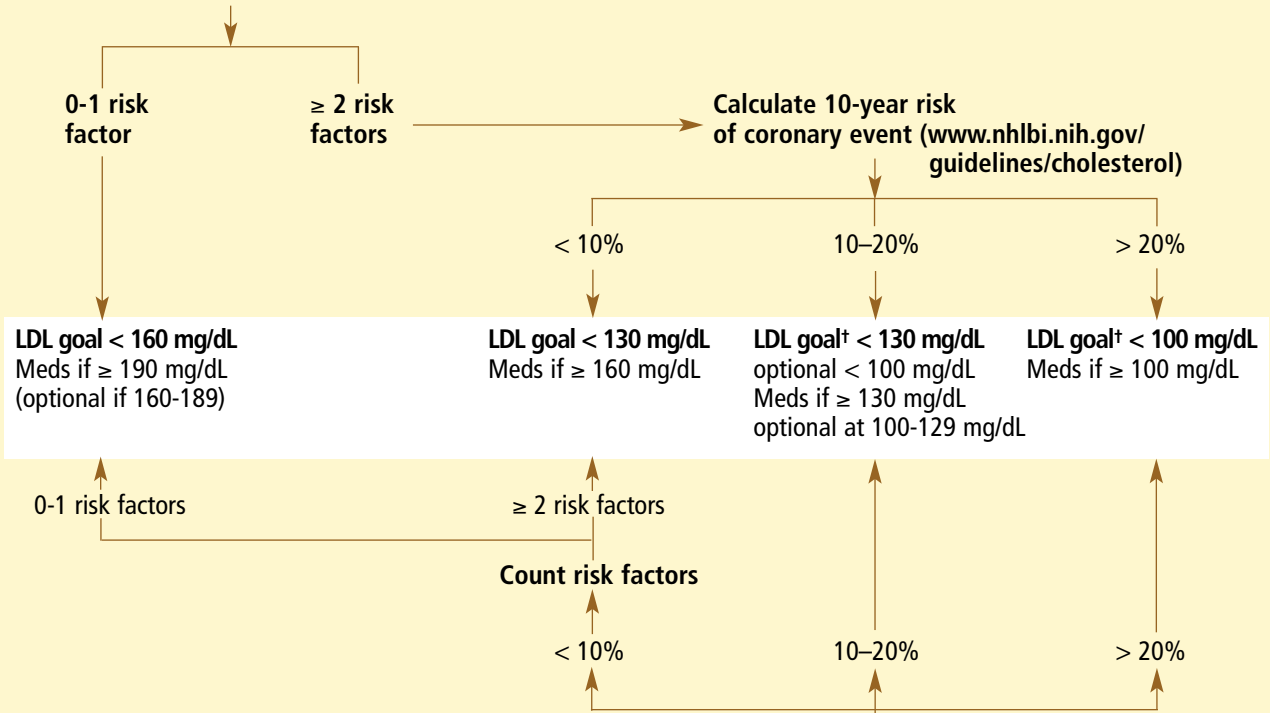 0-1 risk
factor
≥ 2 risk
factors
Calculate 10-year risk
of coronary event (www.nhlbi.nih.gov/
guidelines/cholesterol)
< 10%
10–20%
> 20%
LDL goal < 160 mg/dL
Meds if ≥ 190 mg/dL
(optional if 160-189)
LDL goal < 130 mg/dL
Meds if ≥ 160 mg/dL
LDL goal† < 130 mg/dL
optional < 100 mg/dL
Meds if ≥ 130 mg/dL
optional at 100-129 mg/dL
LDL goal† < 100 mg/dL
Meds if ≥ 100 mg/dL
0-1 risk factors
≥ 2 risk factors
Count risk factors
< 10%
10–20%
> 20%